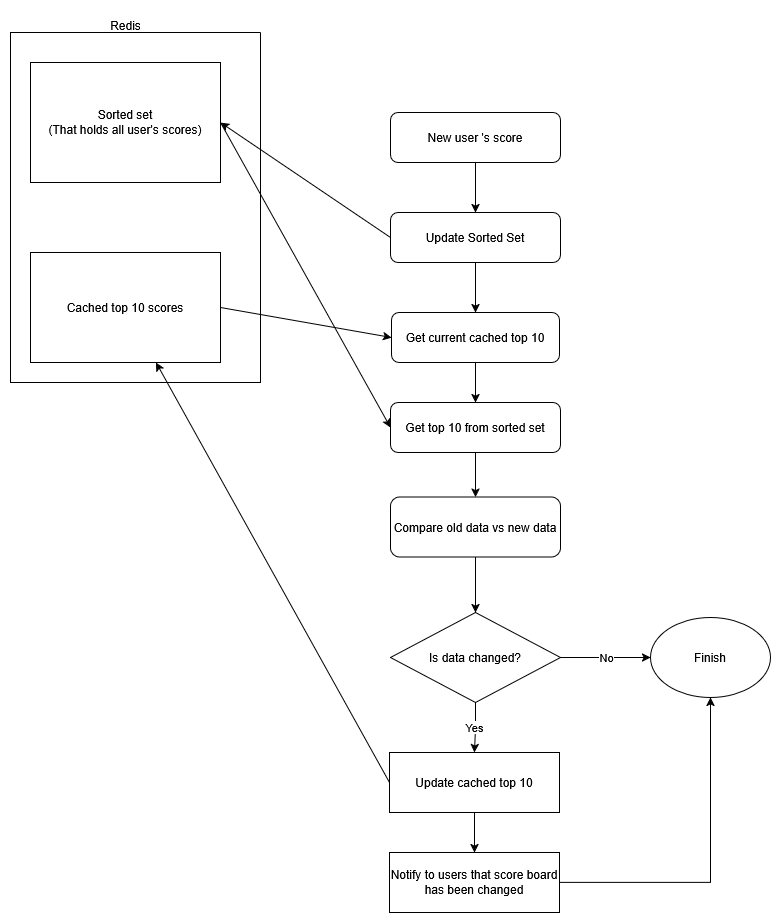 Redis
Sorted set
(That holds all user's scores)
New user 's score
Update Sorted Set
Cached top 10 scores
Get current cached top 10
Get top 10 from sorted set
Compare old data vs new data
Is data changed?
No
Finish
Yes
Update cached top 10
Notify to users that score board
has been changed